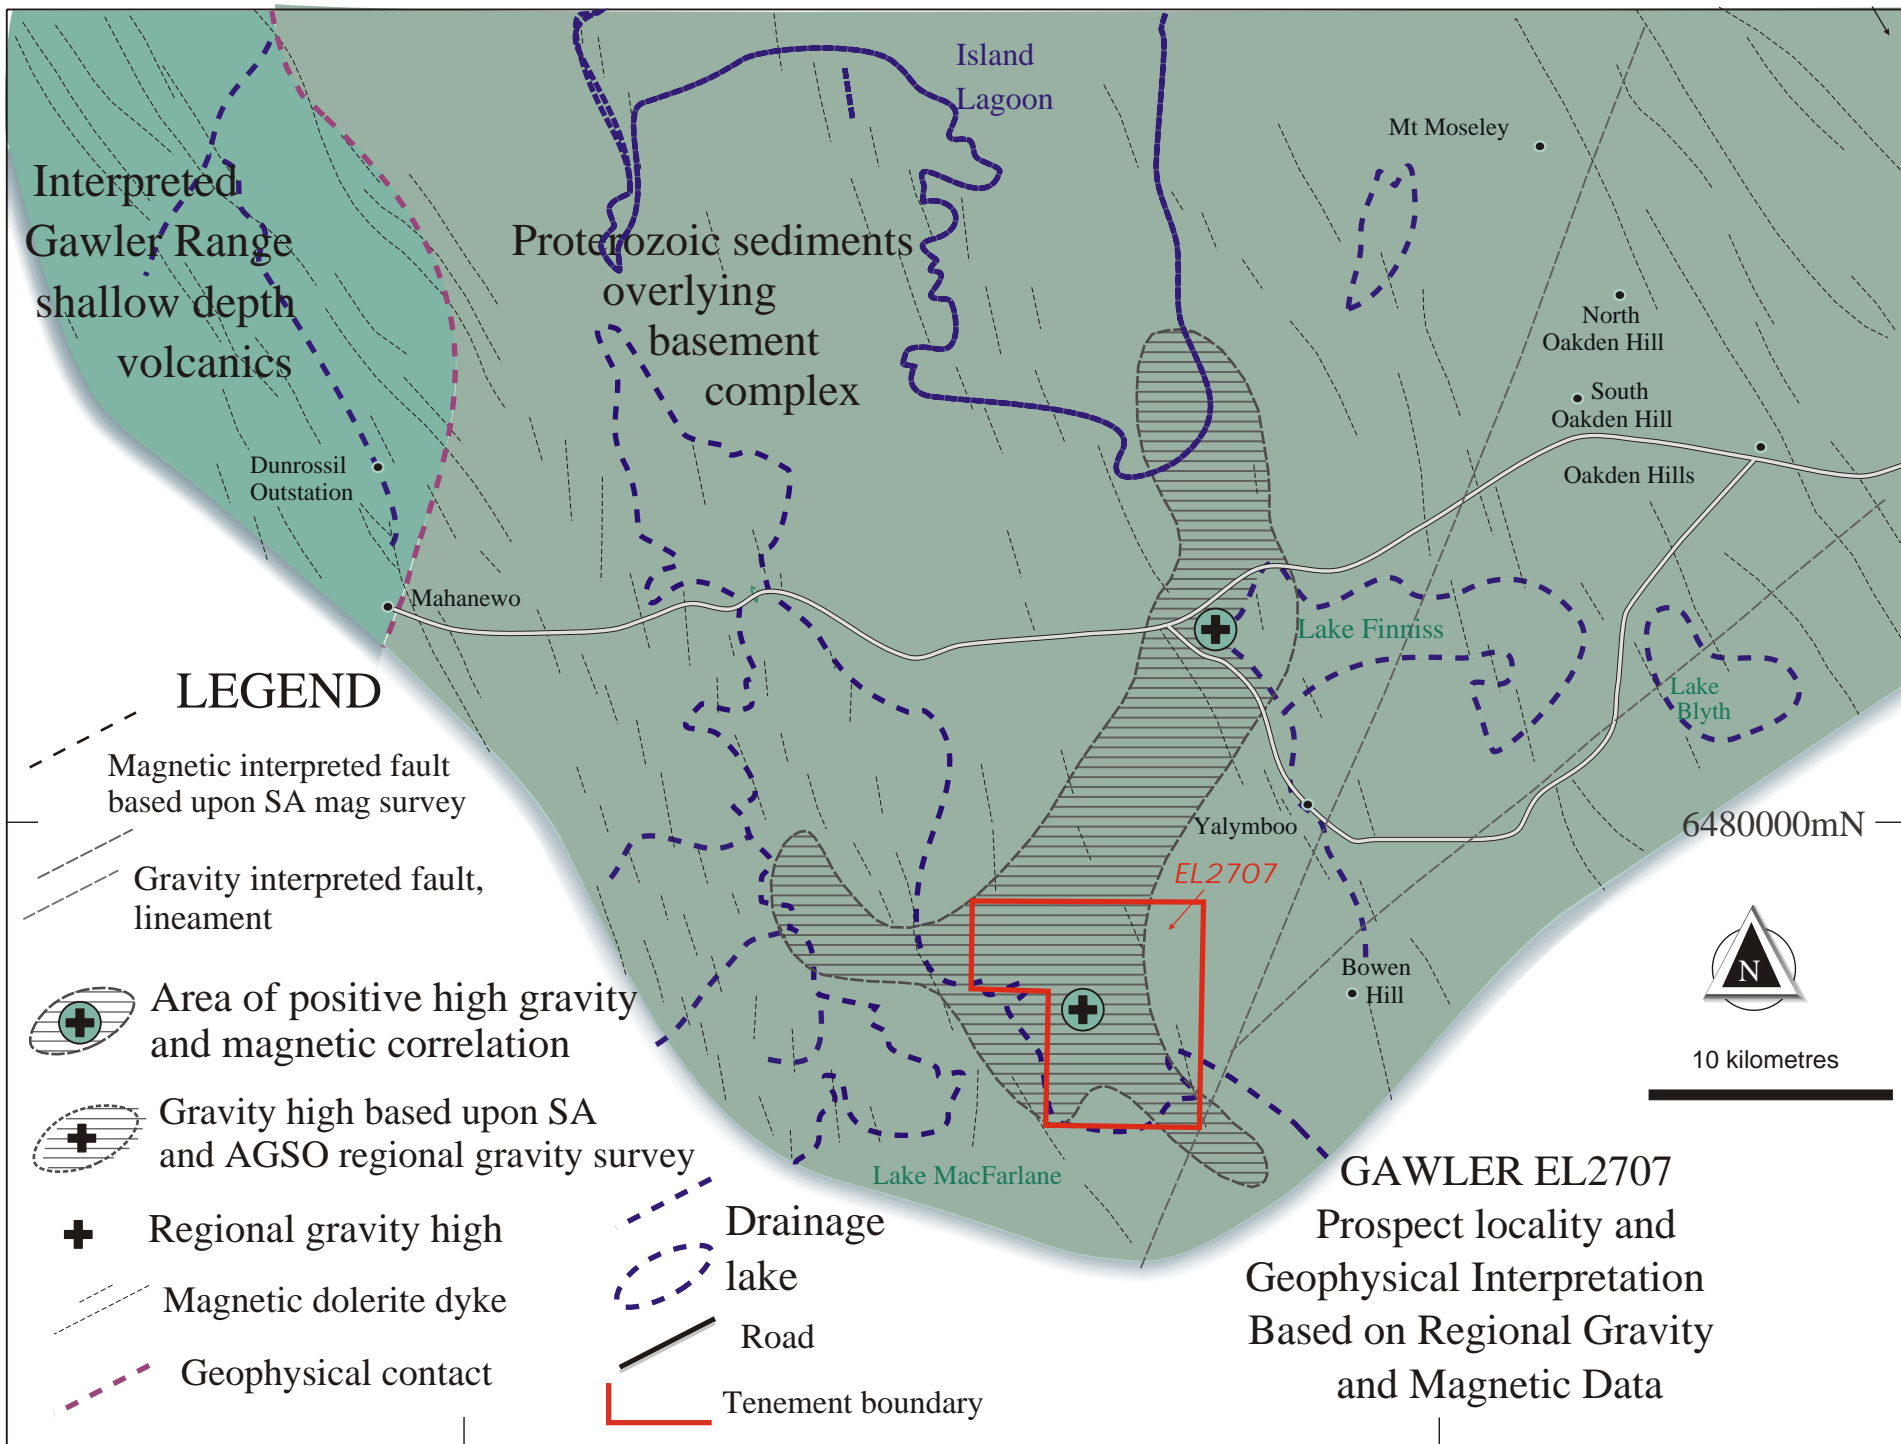 Island
Lagoon
Mt Moseley
Interpreted
Gawler Range
shallow depth
volcanics
Proterozoic sediments
overlying
basement
complex
North
Oakden Hill
South
Oakden Hill
Oakden Hills
Dunrossil
Outstation
Mahanewo
Lake Finniss
Lake
Blyth
Yalymboo
6480000mN
EL2707
Bowen
Hill
N
10 kilometres
Lake MacFarlane
LEGEND
Magnetic interpreted fault
based upon SA mag survey
Gravity interpreted fault,
lineament
Area of positive high gravity
and magnetic correlation
Gravity high based upon SA
and AGSO regional gravity survey
Regional gravity high
Magnetic dolerite dyke
Geophysical contact
Drainage
lake
Road
Tenement boundary
GAWLER EL2707
Prospect locality and
Geophysical Interpretation
Based on Regional Gravity
and Magnetic Data